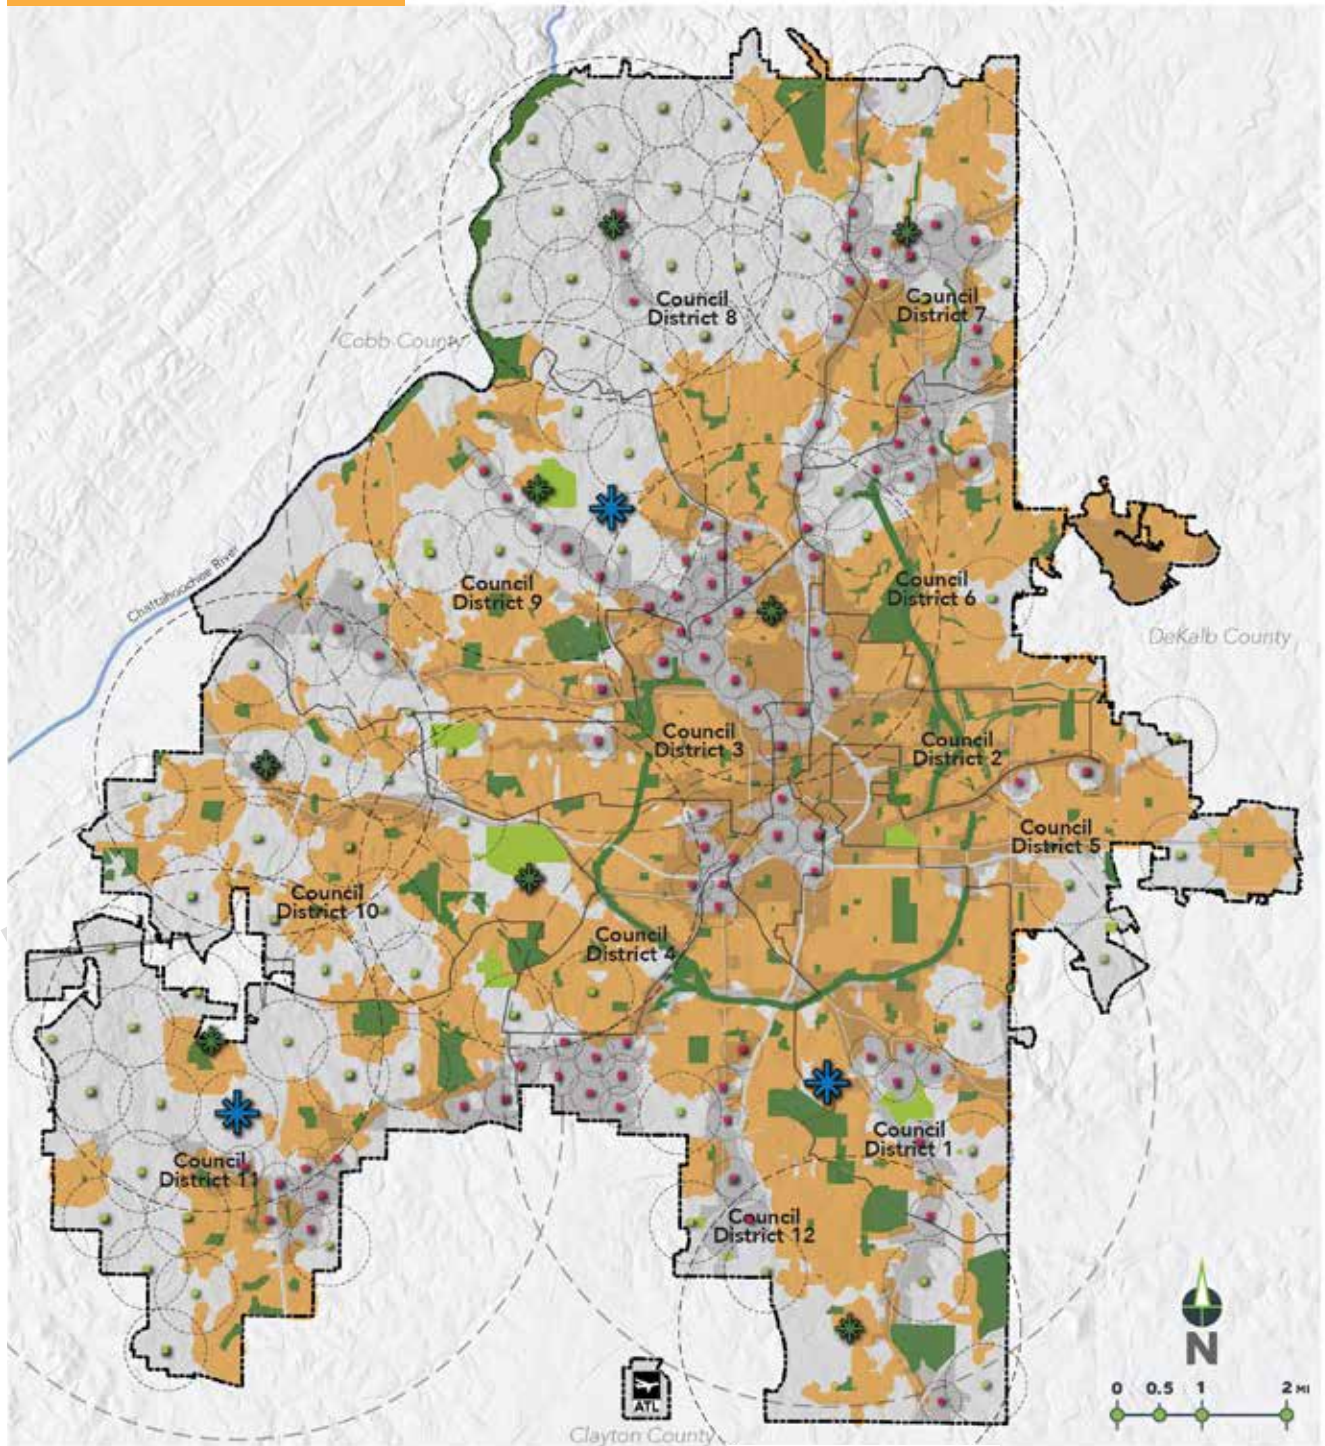 Council
District 8
Council
District 7
Cobb County
Chattahoochee River
Council
District 9
Council
District 6
DeKalb County
Council
District 3
Council
District 2
Council
District 5
Council
District 10
Council
District 4
Council
District 1
Council
District 11
Council
District 12
N
0 0.5 1 2 MI
ATL
Clayton County